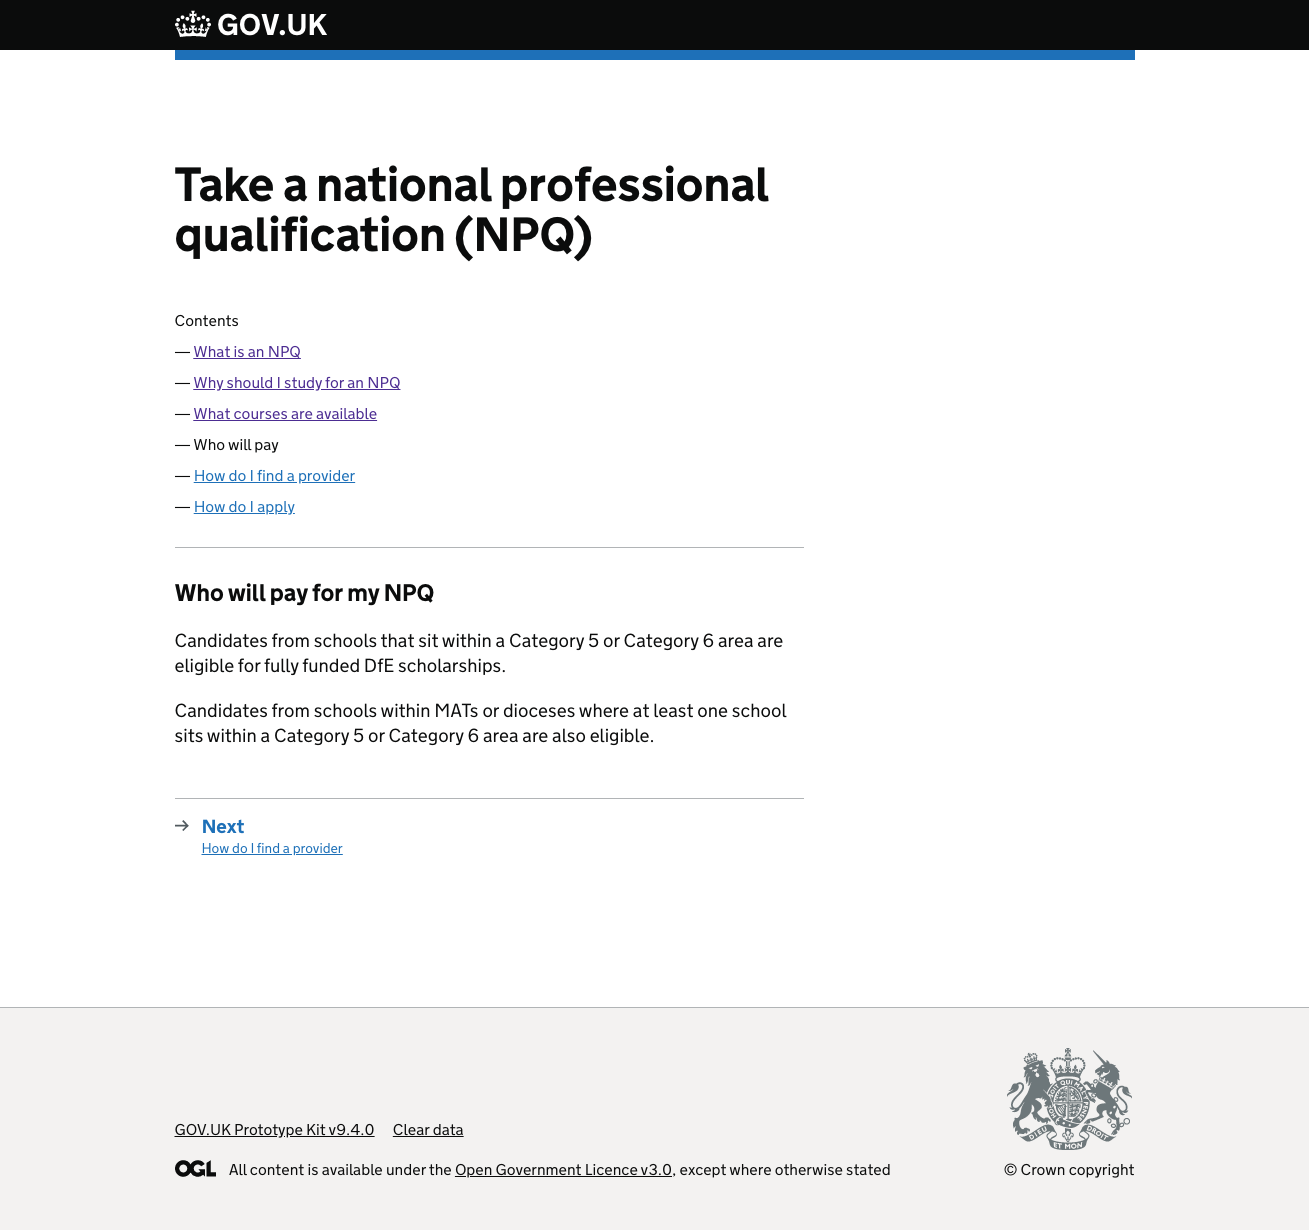 GOV.UK
Take a national professional
qualification (NPQ)
Contents
— What is an NPQ
— Why should I study for an NPQ
— What courses are available
— Who will pay
— How do I find a provider
— How do I apply
Who will pay for my NPQ
Candidates from schools that sit within a Category 5 or Category 6 area are
eligible for fully funded DfE scholarships.
Candidates from schools within MATs or dioceses where at least one school
sits within a Category 5 or Category 6 area are also eligible.
→ Next
How do I find a provider
GOV.UK Prototype Kit v9.4.0 Clear data
OGL All content is available under the Open Government Licence v3.0, except where otherwise stated
DIEU ET MON DROIT
© Crown copyright